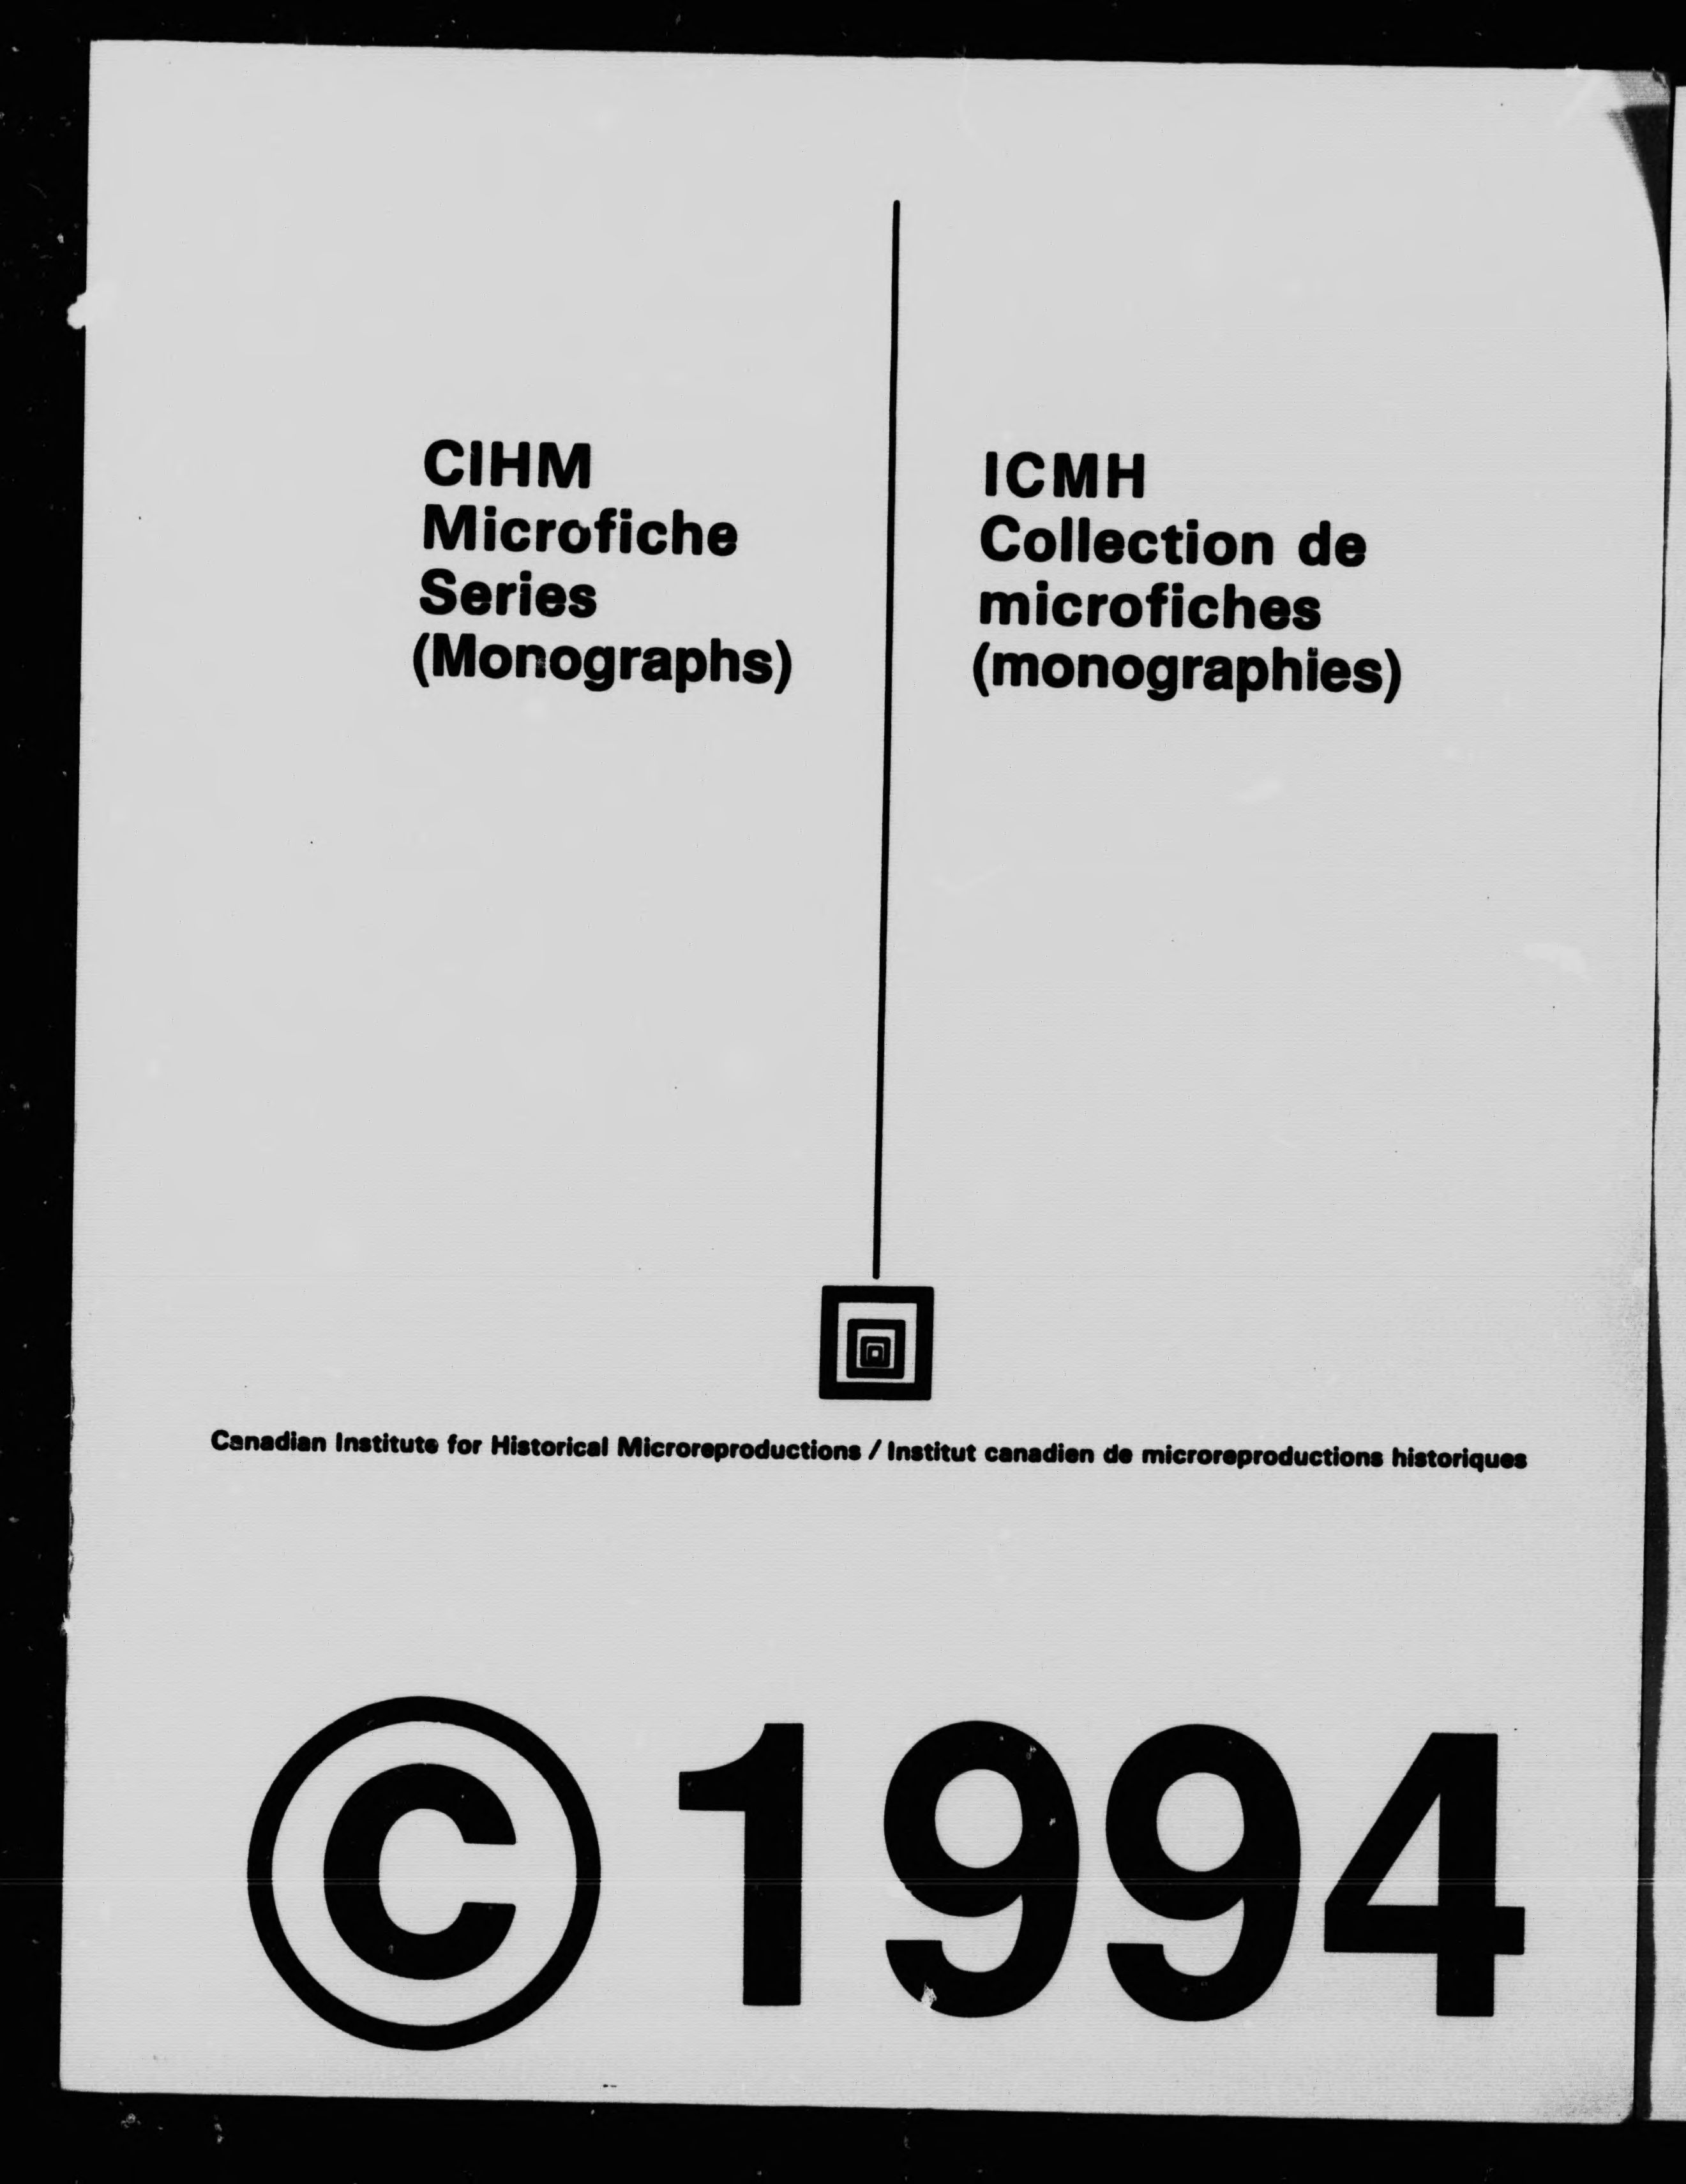 CIHM
Microfiche
Series
(Monographs)
ICMH
Collection de
microfiches
(monographies)
Canadian Institute for Historical Microreproductions / Institut canadien de microreproductions historiques
© 1994